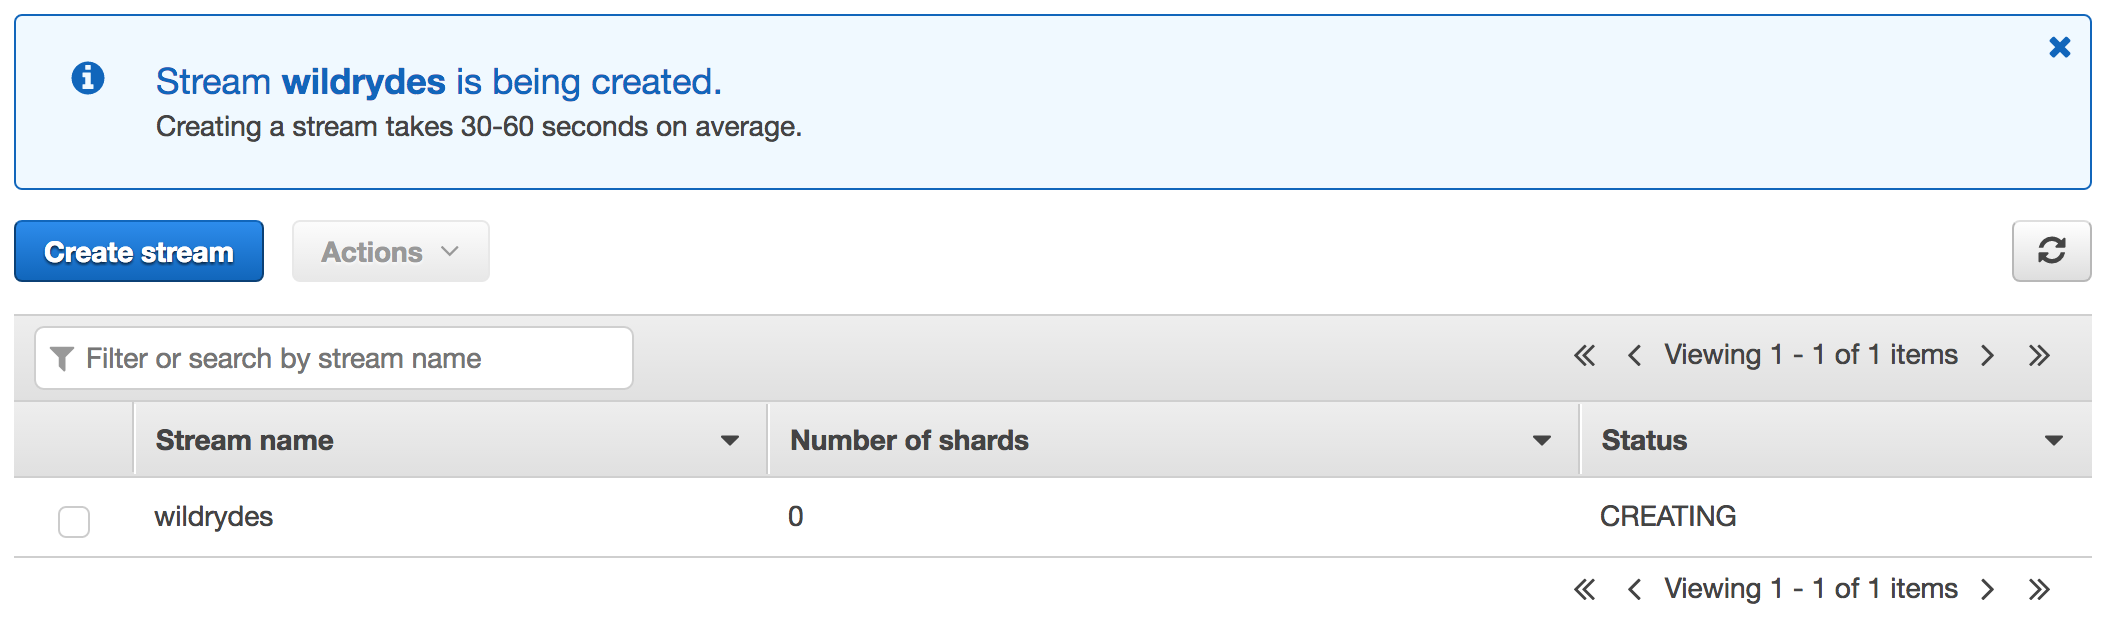 Stream wildrydes is being created.
Creating a stream takes 30-60 seconds on average.
Create stream
Actions
Filter or search by stream name
Viewing 1 - 1 of 1 items
Stream name
Number of shards
Status
wildrydes
0
CREATING
Viewing 1 - 1 of 1 items